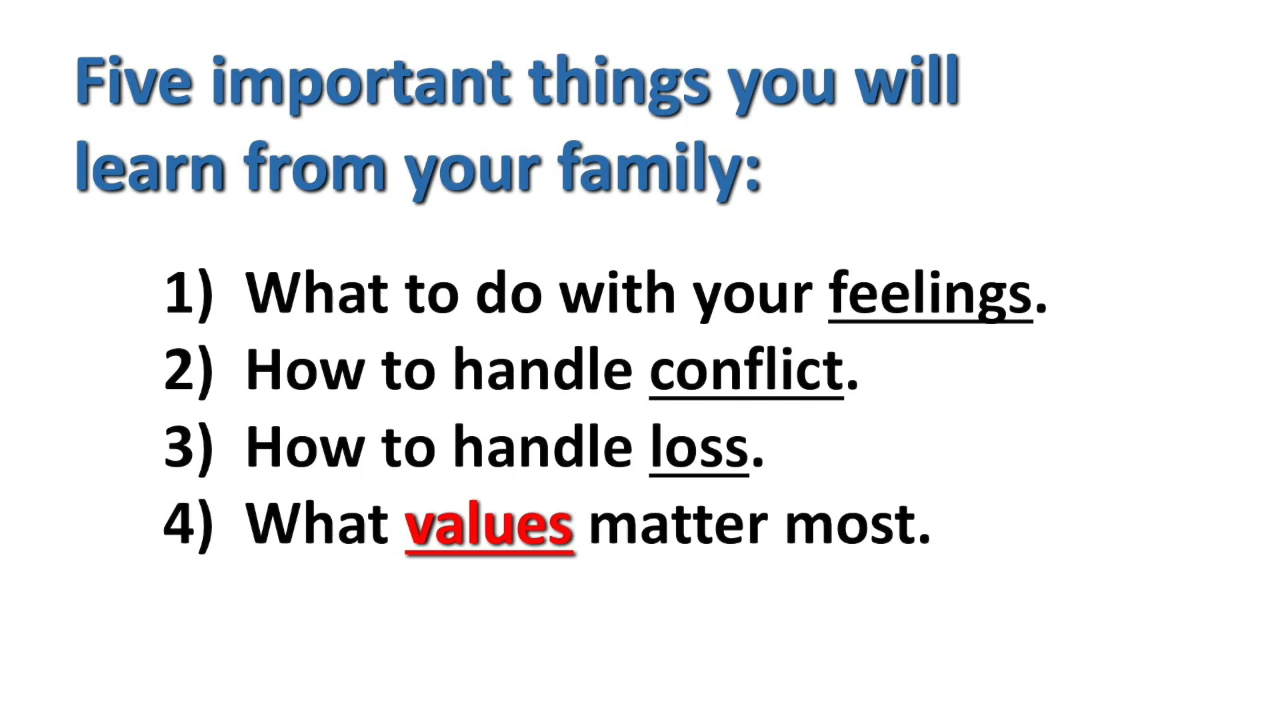 Five important things you will
learn from your family:
1) What to do with your feelings.
2) How to handle conflict.
3) How to handle loss.
4) What values matter most.